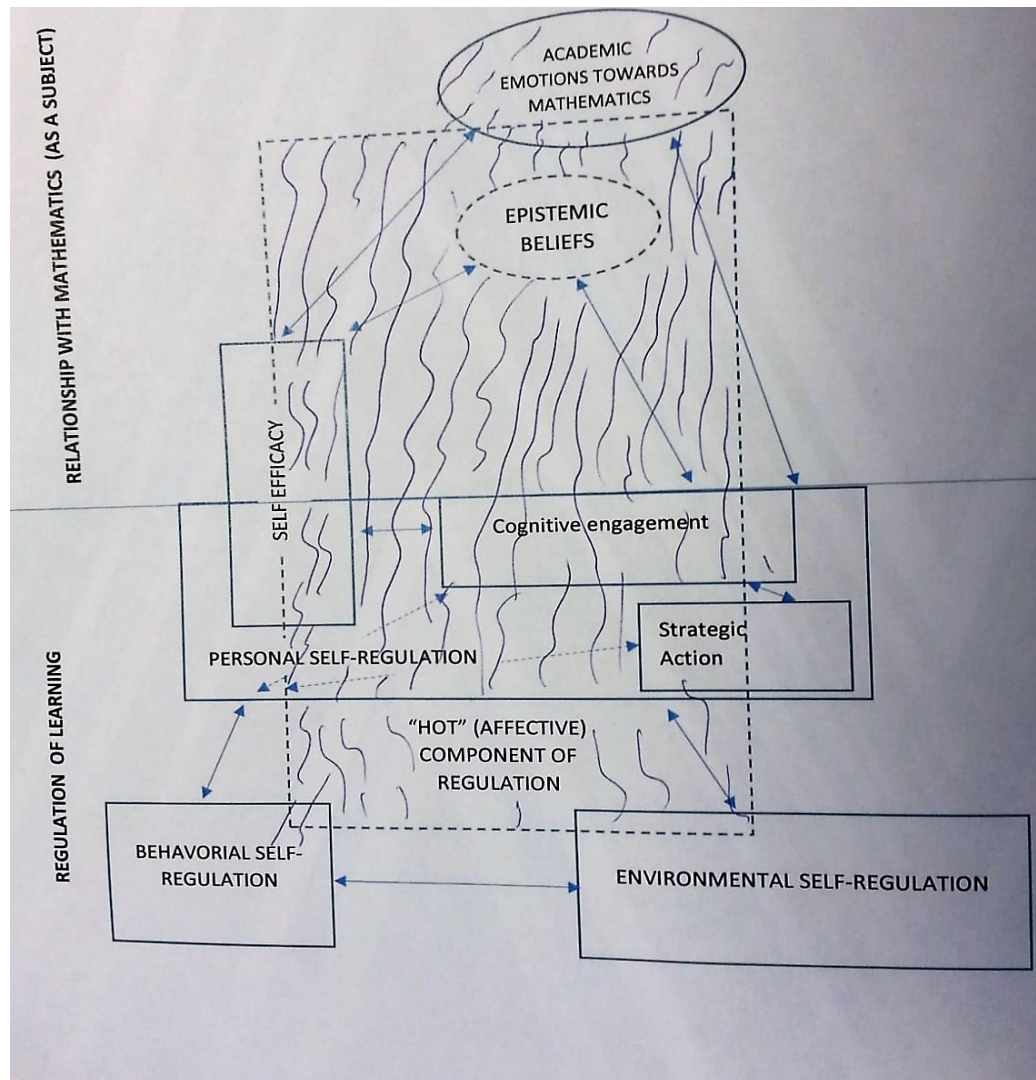 RELATIONSHIP WITH MATHEMATICS (AS A SUBJECT)
ACADEMIC
EMOTIONS TOWARDS
MATHEMATICS
EPISTEMIC
BELIEFS
SELF EFFICACY
Cognitive engagement
Strategic
Action
PERSONAL SELF-REGULATION
REGULATION OF LEARNING
“HOT” (AFFECTIVE)
COMPONENT OF
REGULATION
BEHAVORIAL SELF-
REGULATION
ENVIRONMENTAL SELF-REGULATION